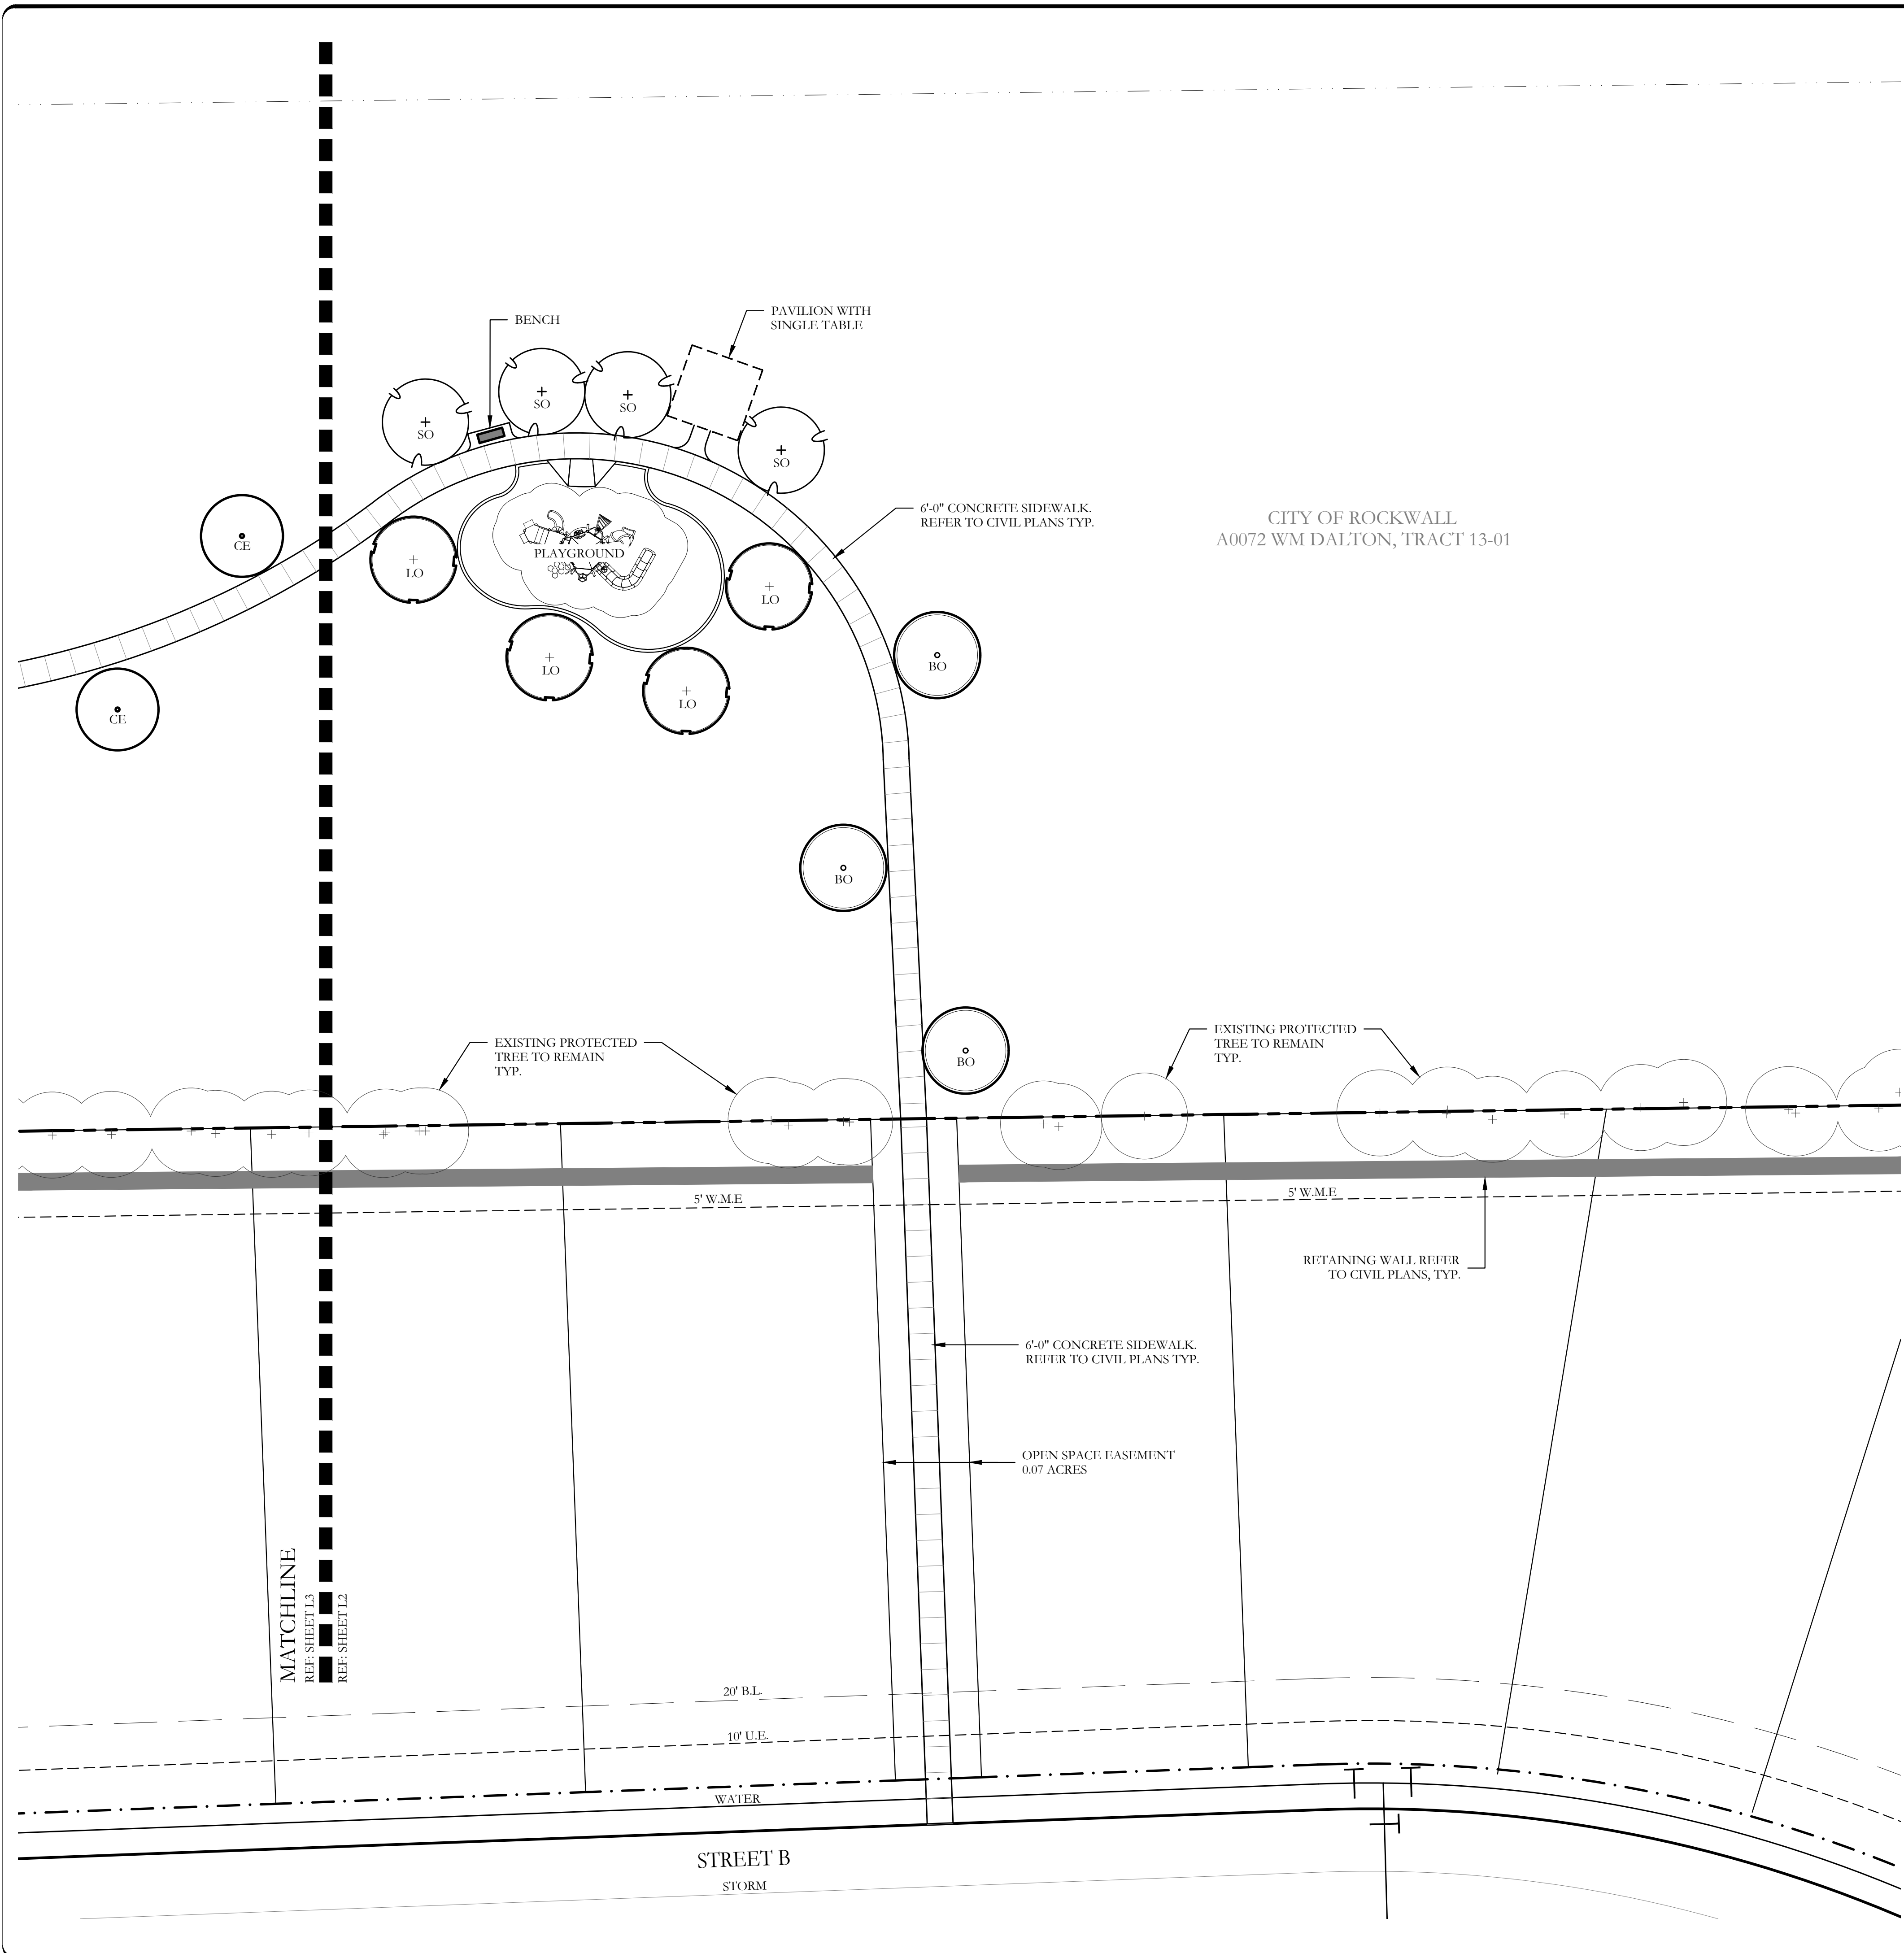 BENCH
PAVILION WITH
SINGLE TABLE
SO
SO
SO
SO
6'-0" CONCRETE SIDEWALK.
REFER TO CIVIL PLANS TYP.
CITY OF ROCKWALL
A0072 WM DALTON, TRACT 13-01
CE
PLAYGROUND
LO
LO
LO
LO
BO
CE
BO
BO
EXISTING PROTECTED
TREE TO REMAIN
TYP.
EXISTING PROTECTED
TREE TO REMAIN
TYP.
5' W.M.E
5' W.M.E
RETAINING WALL REFER
TO CIVIL PLANS, TYP.
6'-0" CONCRETE SIDEWALK.
REFER TO CIVIL PLANS TYP.
OPEN SPACE EASEMENT
0.07 ACRES
MATCHLINE
REF: SHEET L3
REF: SHEET L2
20' B.L.
10' U.E.
WATER
STREET B
STORM